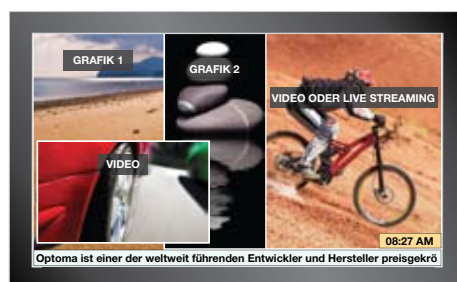 GRAFIK 1
GRAFIK 2
VIDEO ODER LIVE STREAMING
VIDEO
08:27 AM
Optoma ist einer der weltweit führenden Entwickler und Hersteller preisgekrö